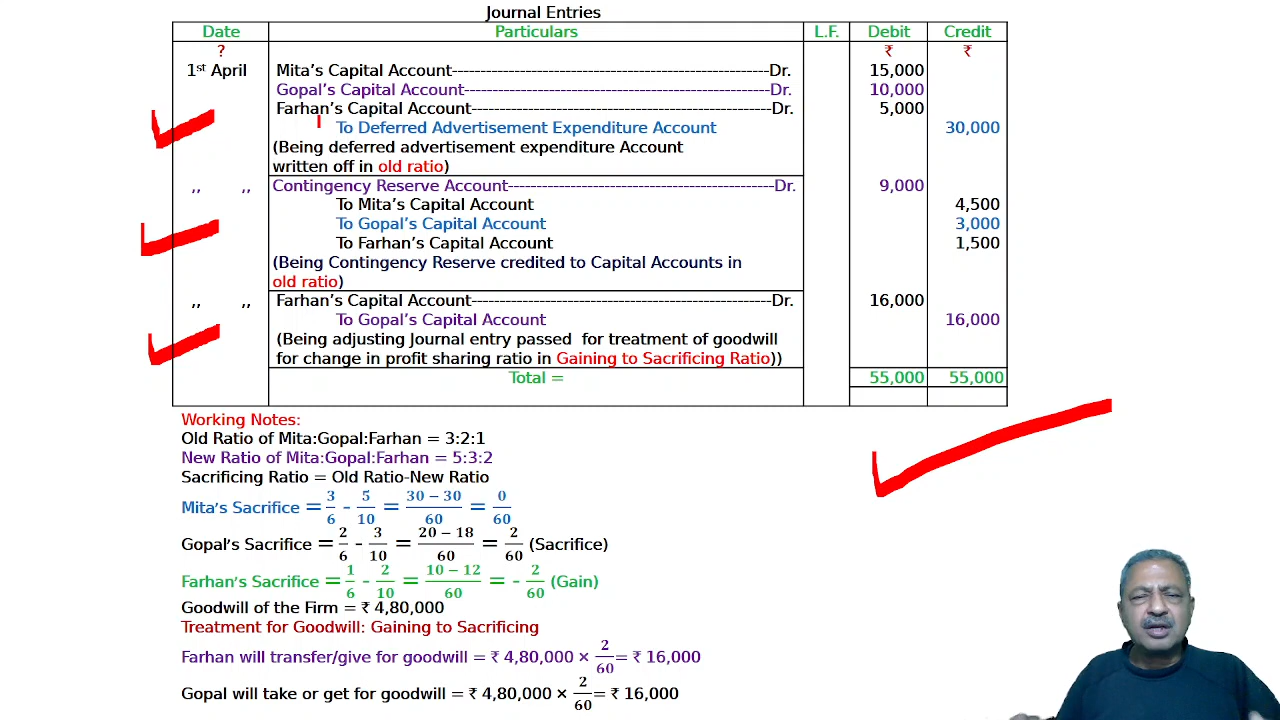 Journal Entries
Date Particulars L.F. Debit Credit
? ₹ ₹
1st April Mita’s Capital Account-----------------------------------------------------------Dr. 15,000
Gopal’s Capital Account---------------------------------------------------------Dr. 10,000
Farhan’s Capital Account-------------------------------------------------------Dr. 5,000
To Deferred Advertisement Expenditure Account 30,000
(Being deferred advertisement expenditure Account
written off in old ratio)
,, ,, Contingency Reserve Account-------------------------------------------------Dr. 9,000
To Mita’s Capital Account 4,500
To Gopal’s Capital Account 3,000
To Farhan’s Capital Account 1,500
(Being Contingency Reserve credited to Capital Accounts in
old ratio)
,, ,, Farhan’s Capital Account-------------------------------------------------------Dr. 16,000
To Gopal’s Capital Account 16,000
(Being adjusting Journal entry passed for treatment of goodwill
for change in profit sharing ratio in Gaining to Sacrificing Ratio))
Total = 55,000 55,000
Working Notes:
Old Ratio of Mita:Gopal:Farhan = 3:2:1
New Ratio of Mita:Gopal:Farhan = 5:3:2
Sacrificing Ratio = Old Ratio-New Ratio
Mita’s Sacrifice = 3/6 - 5/10 = 30 − 30/60 = 0/60
Gopal’s Sacrifice = 2/6 - 3/10 = 20 − 18/60 = 2/60 (Sacrifice)
Farhan’s Sacrifice = 1/6 - 2/10 = 10 − 12/60 = - 2/60 (Gain)
Goodwill of the Firm = ₹ 4,80,000
Treatment for Goodwill: Gaining to Sacrificing
Farhan will transfer/give for goodwill = ₹ 4,80,000 × 2/60 = ₹ 16,000
Gopal will take or get for goodwill = ₹ 4,80,000 × 2/60 = ₹ 16,000